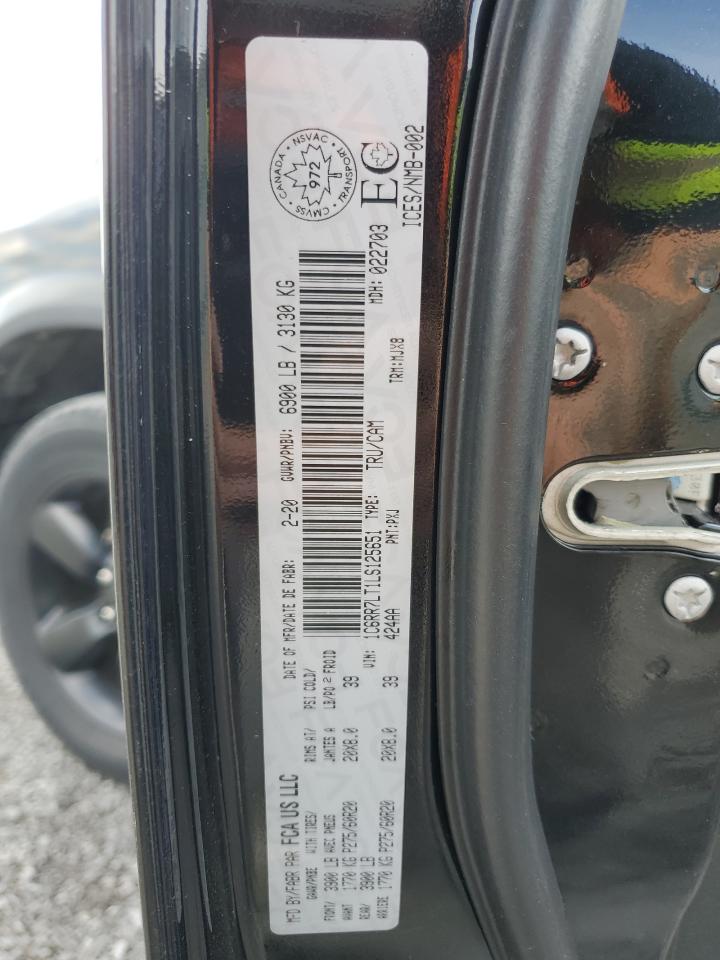 MFD BY/FABR PAR FCA US LLC
DATE OF MFR/DATE DE FABR: 2-20
GVWR/PNBV: 6900 LB / 3130 KG
GAWR/PNBE WITH TIRES/ RIMS AT/ PSI COLD/
FRONT/ 3900 LB AVEC PNEUS JANTES A LB/PO 2 FROID
AVANT 1770 KG P275/60R20 20X8.0 39
REAR/ 3900 LB
ARRIERE 1770 KG P275/60R20 20X8.0 39
VIN: 1C6RR7LT1LS125651 TYPE: TRU/CAM
424AA PNT:PXJ TRM:MJX8
MDH: 022703
CANADA NSVAC
972
TRANSPORT CMVSS
EC
ICES/NMB-002